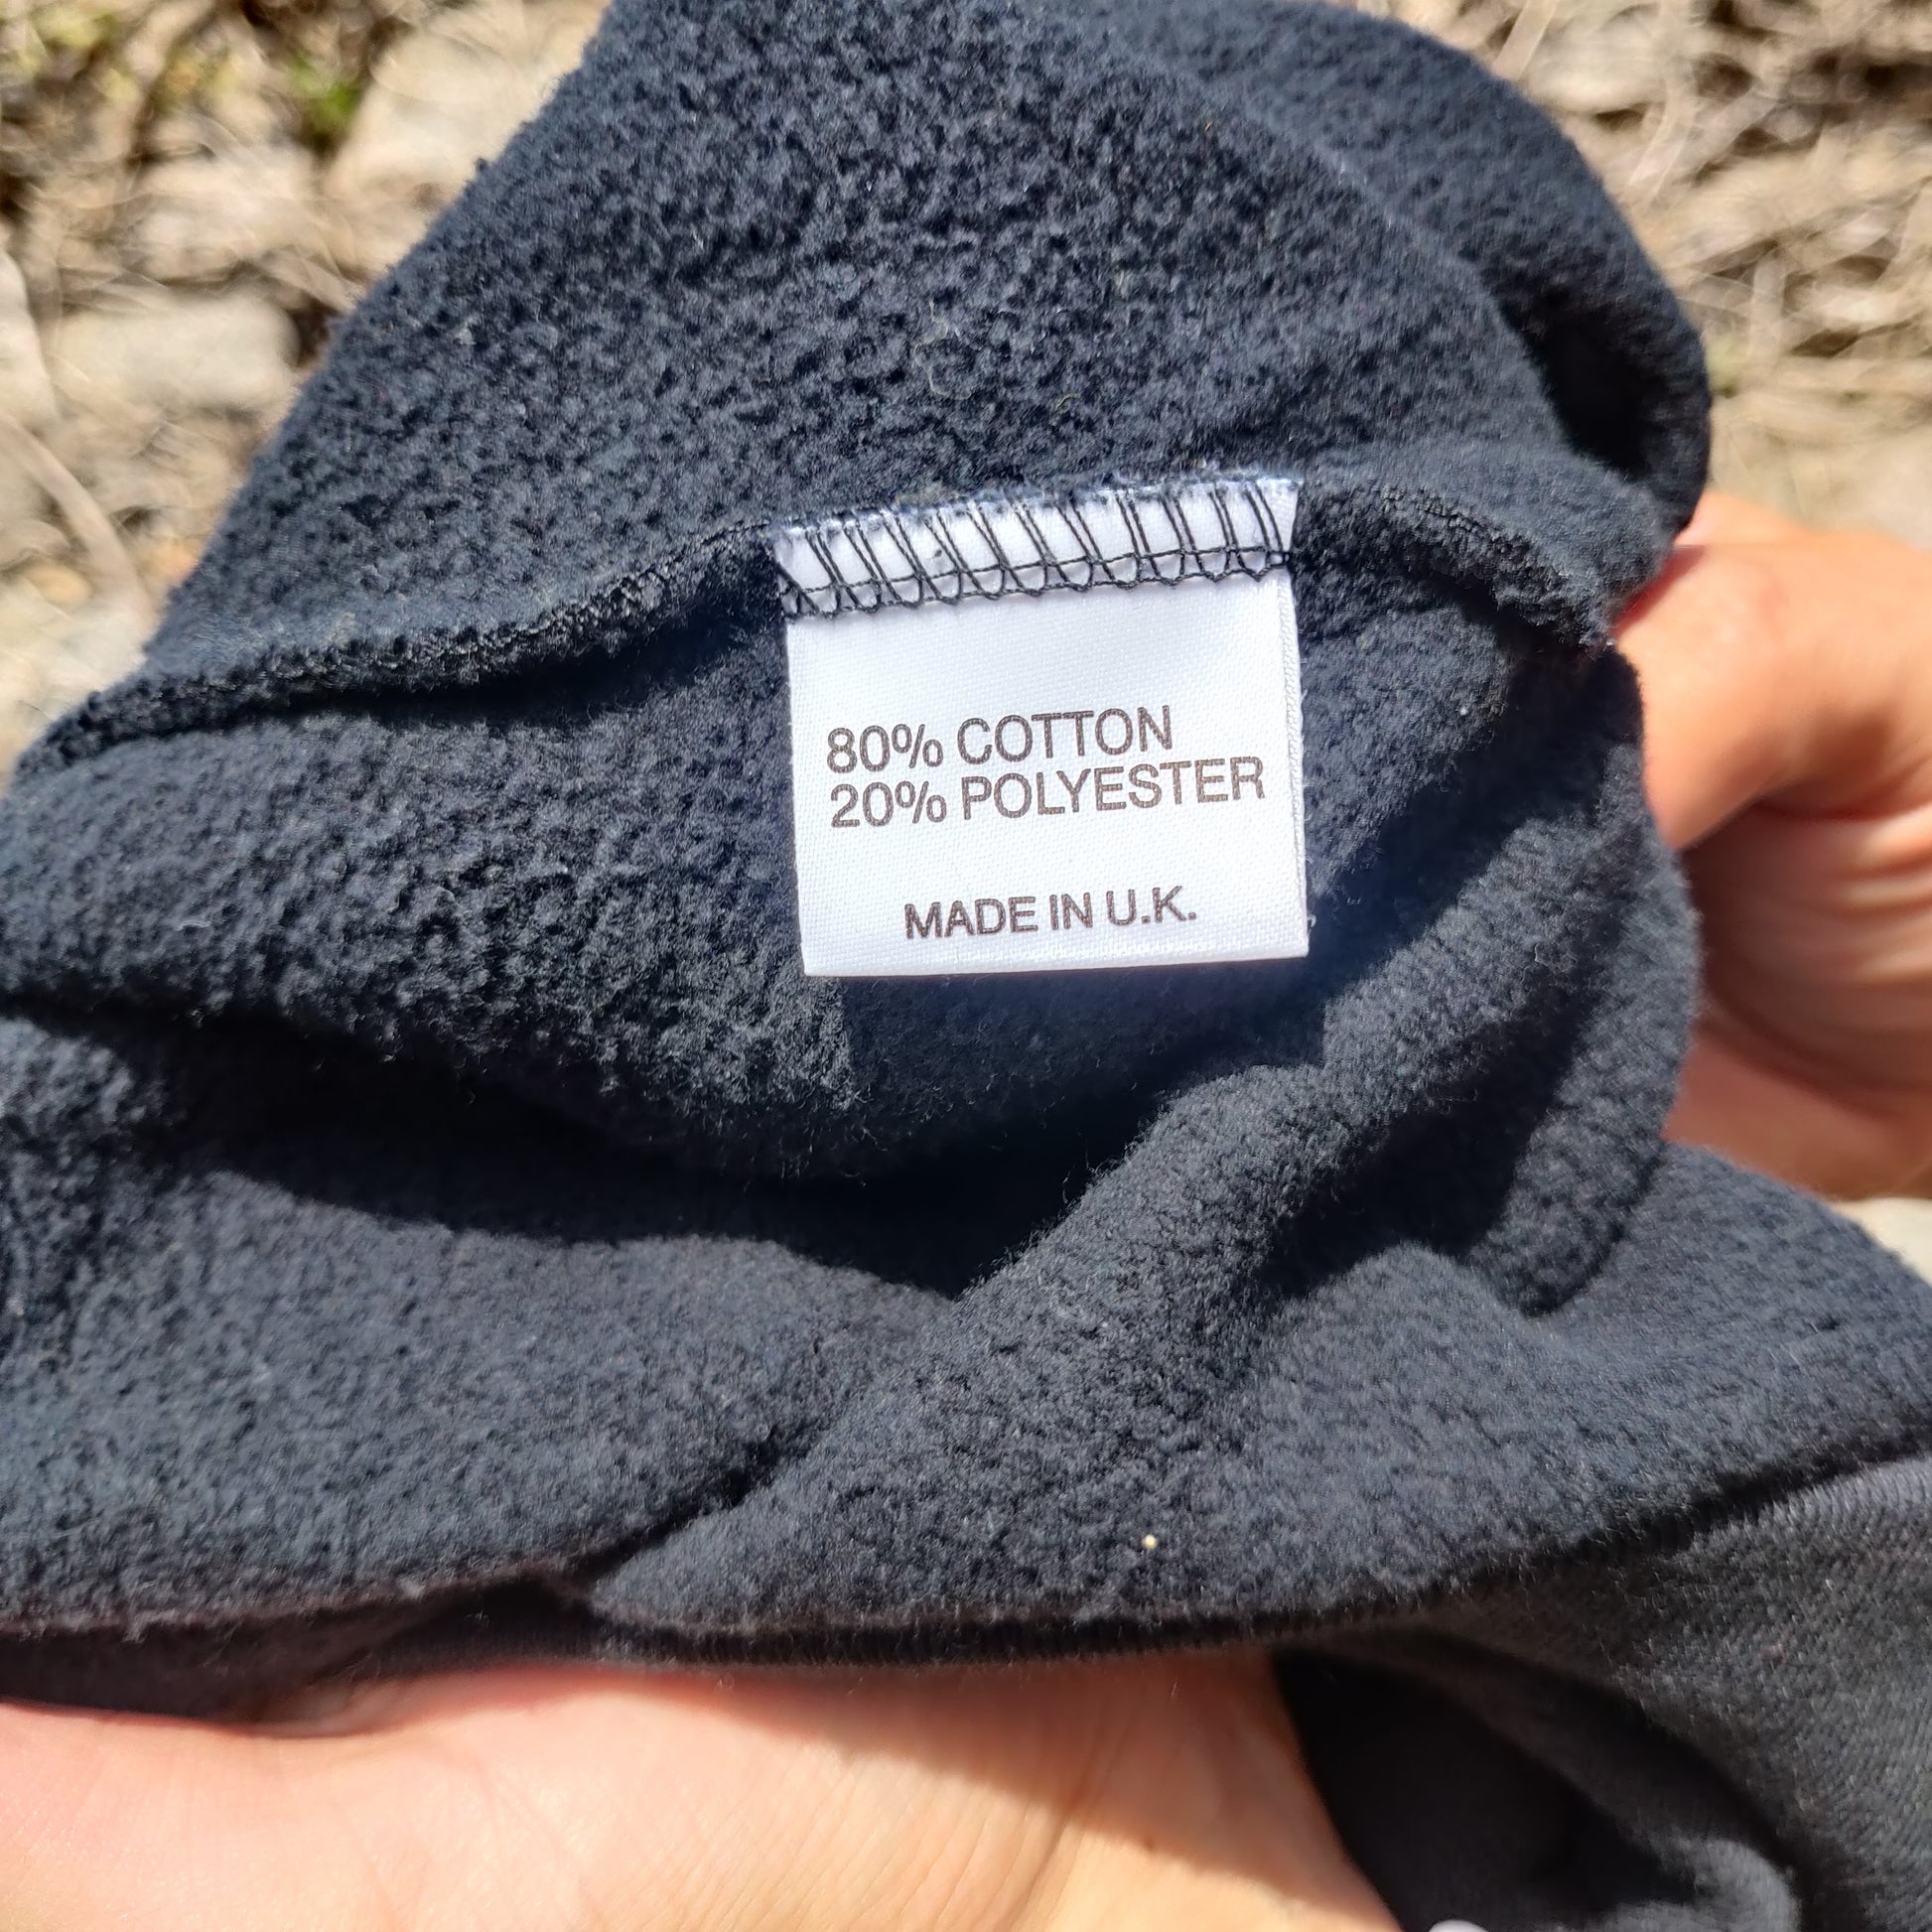 80% COTTON
20% POLYESTER
MADE IN U.K.